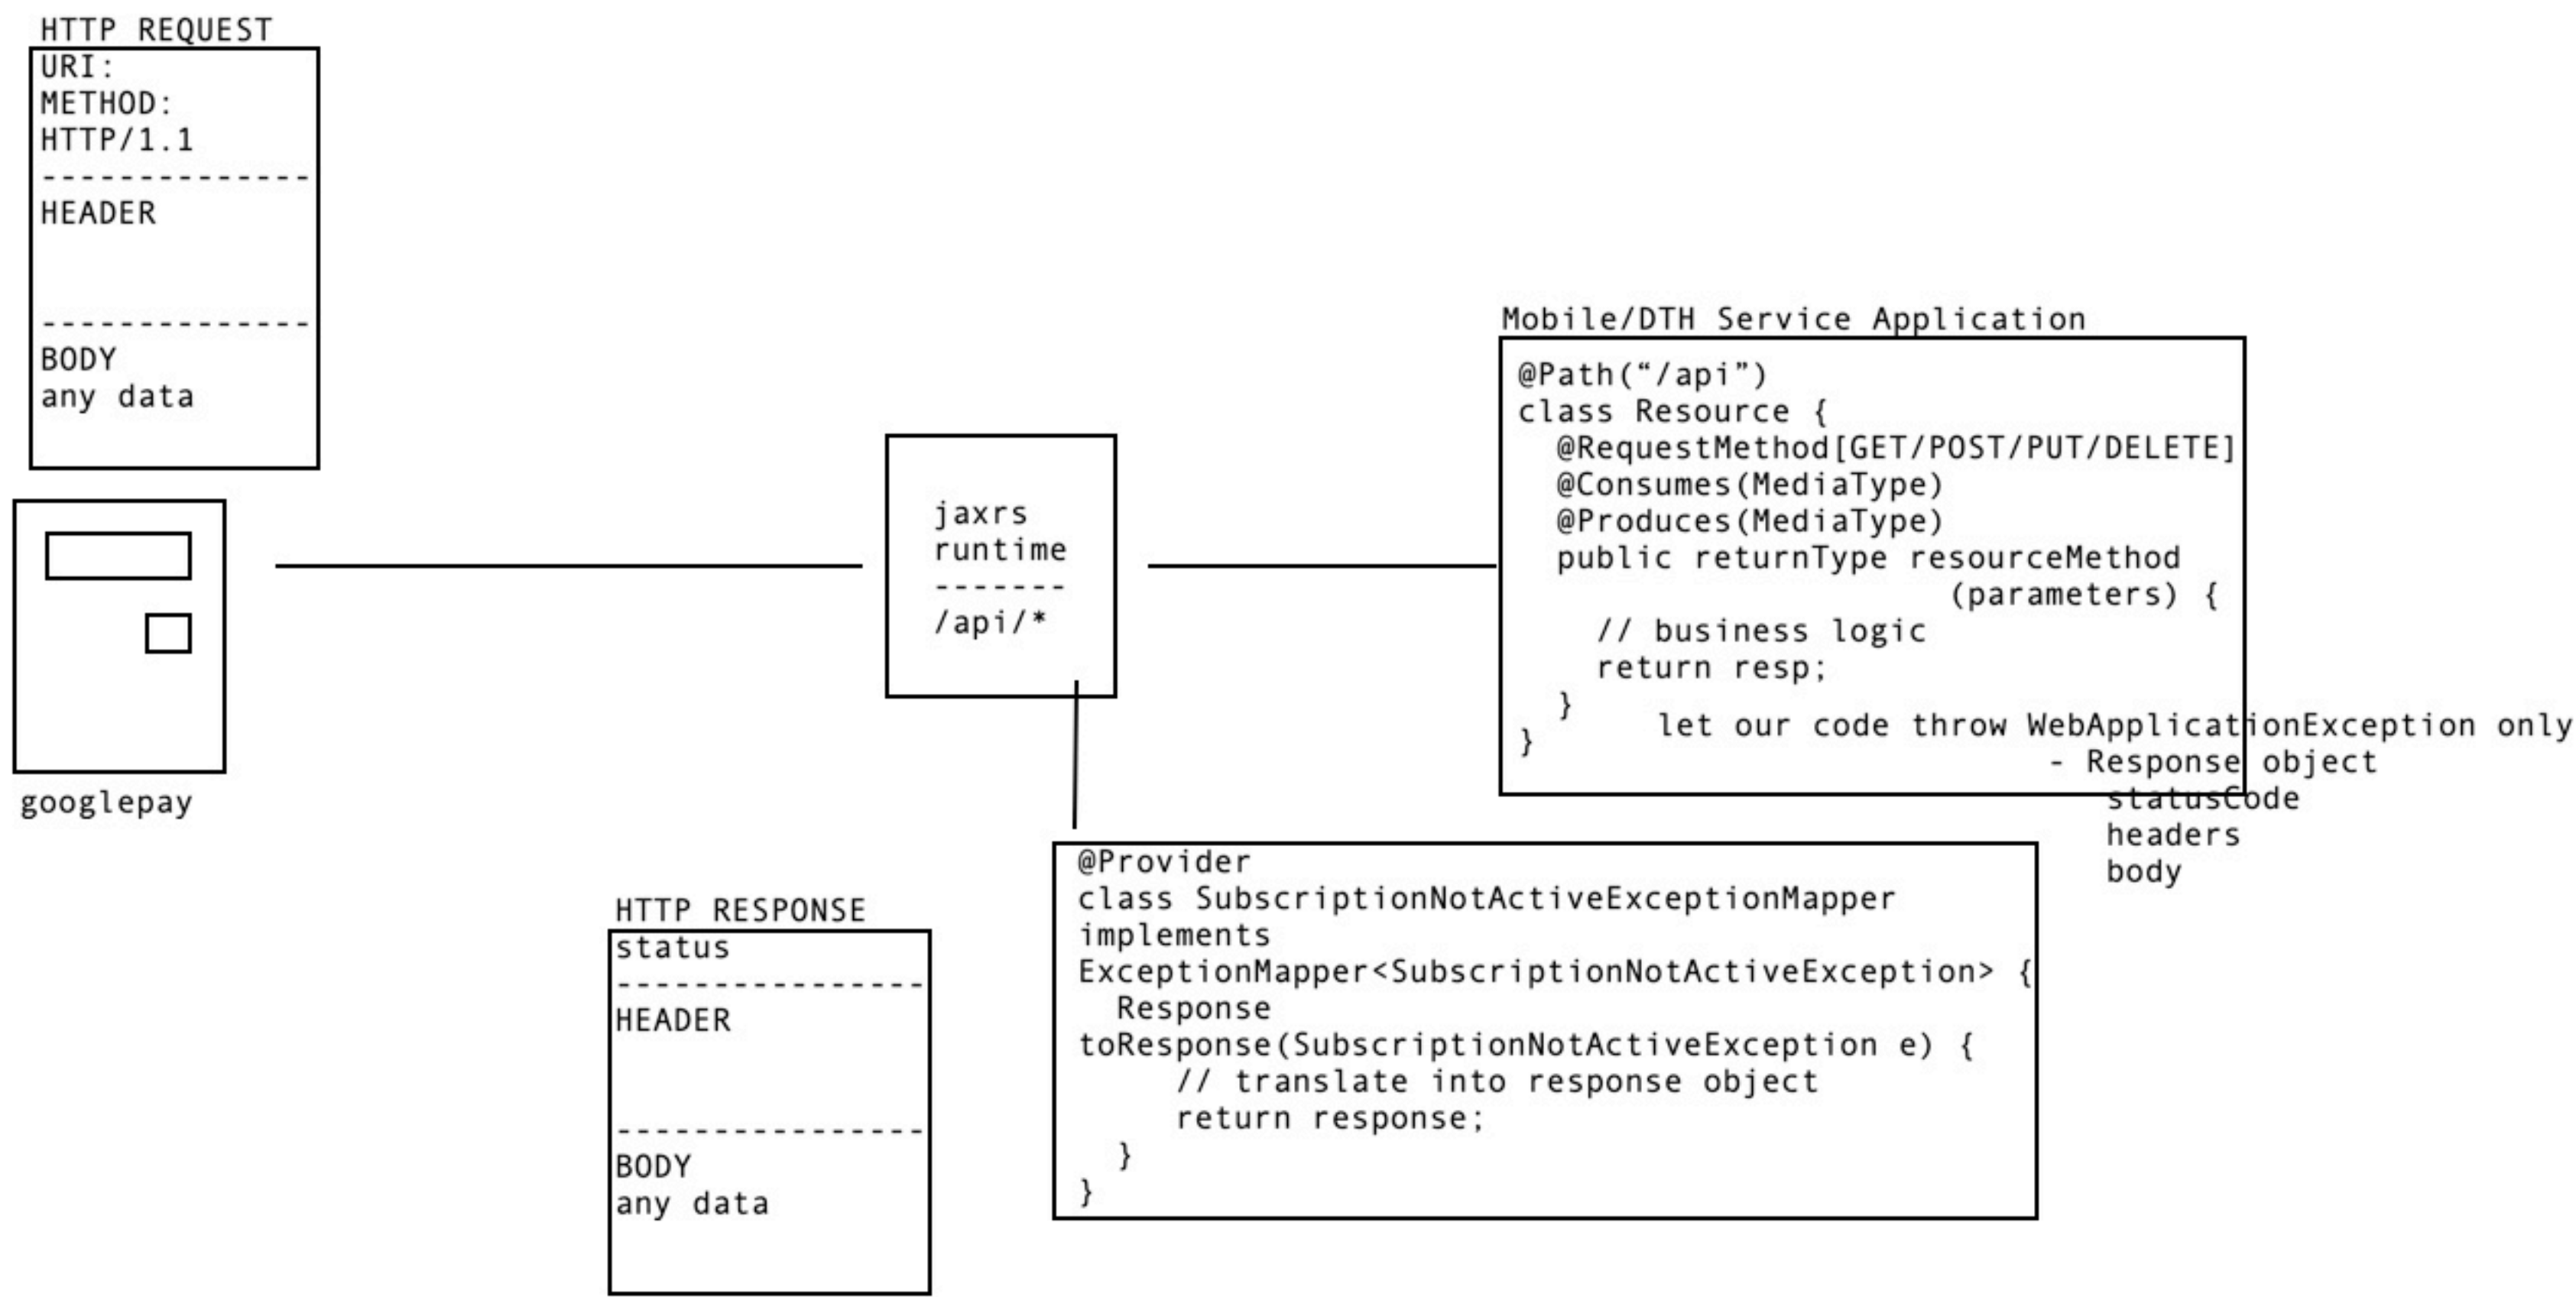 HTTP REQUEST
URI:
METHOD:
HTTP/1.1
--------------
HEADER
--------------
BODY
any data
googlepay
jaxrs
runtime
-------
/api/*
Mobile/DTH Service Application
@Path(“/api”)
class Resource {
@RequestMethod[GET/POST/PUT/DELETE]
@Consumes(MediaType)
@Produces(MediaType)
public returnType resourceMethod
(parameters) {
// business logic
return resp;
}
}
let our code throw WebApplicationException only
- Response object
statusCode
headers
body
@Provider
class SubscriptionNotActiveExceptionMapper
implements
ExceptionMapper<SubscriptionNotActiveException> {
Response
toResponse(SubscriptionNotActiveException e) {
// translate into response object
return response;
}
}
HTTP RESPONSE
status
----------------
HEADER
----------------
BODY
any data